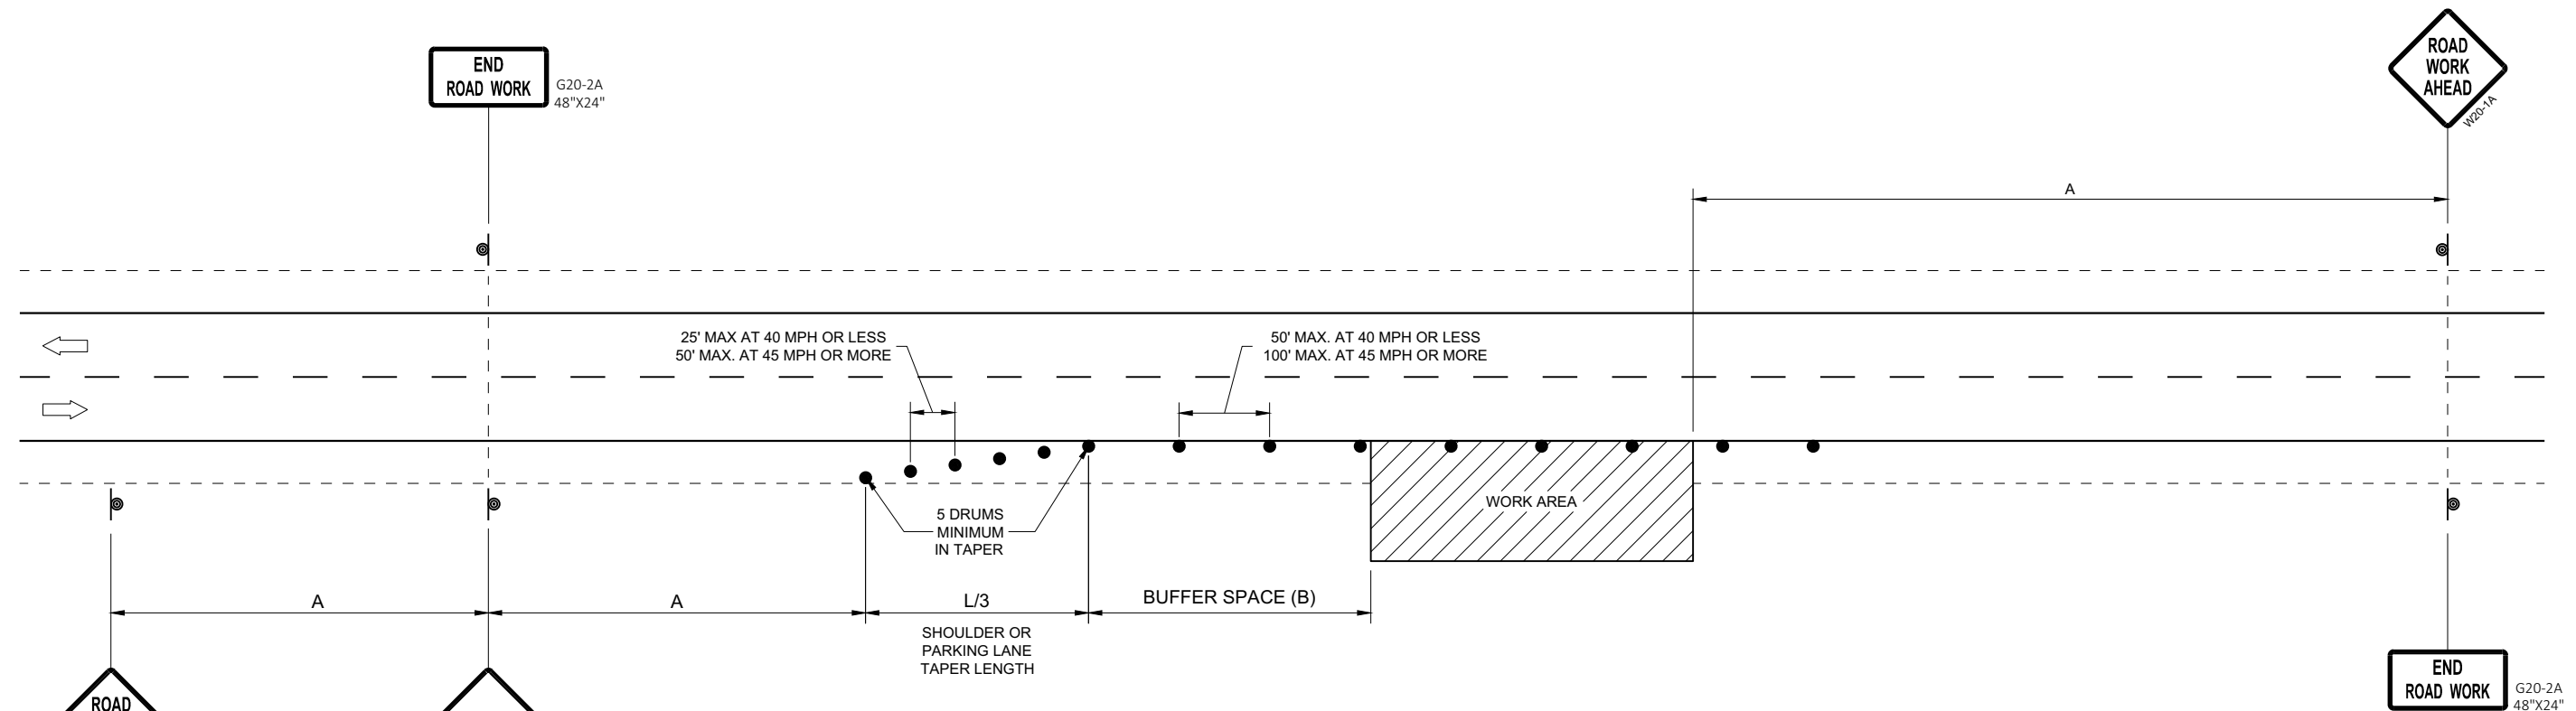 END
ROAD WORK
G20-2A
48"X24"
ROAD
WORK
AHEAD
W20-1A
A
25' MAX AT 40 MPH OR LESS
50' MAX. AT 45 MPH OR MORE
50' MAX. AT 40 MPH OR LESS
100' MAX. AT 45 MPH OR MORE
WORK AREA
5 DRUMS
MINIMUM
IN TAPER
A
A
L/3
BUFFER SPACE (B)
SHOULDER OR
PARKING LANE
TAPER LENGTH
ROAD
END
ROAD WORK
G20-2A
48"X24"